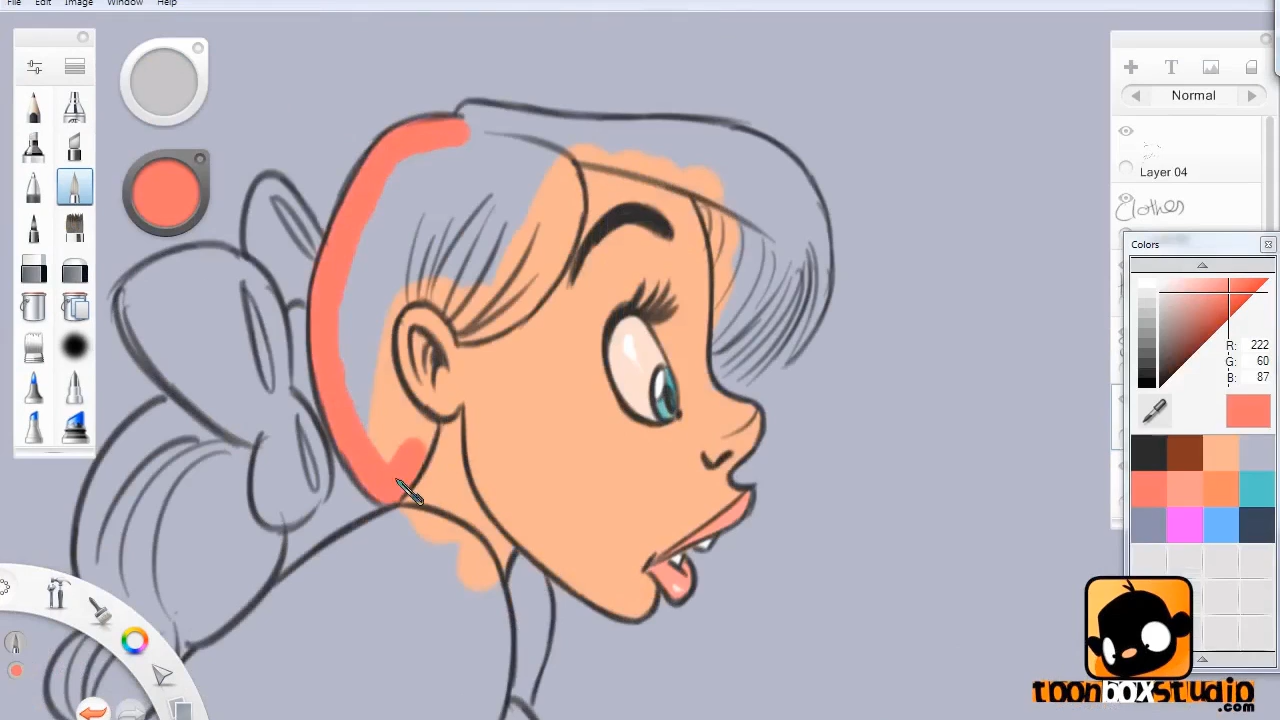 File Edit Image Window Help
Normal
Layer 04
Clothes
Colors
R: 222
G: 60
B: 87
toonboxstudio
.com